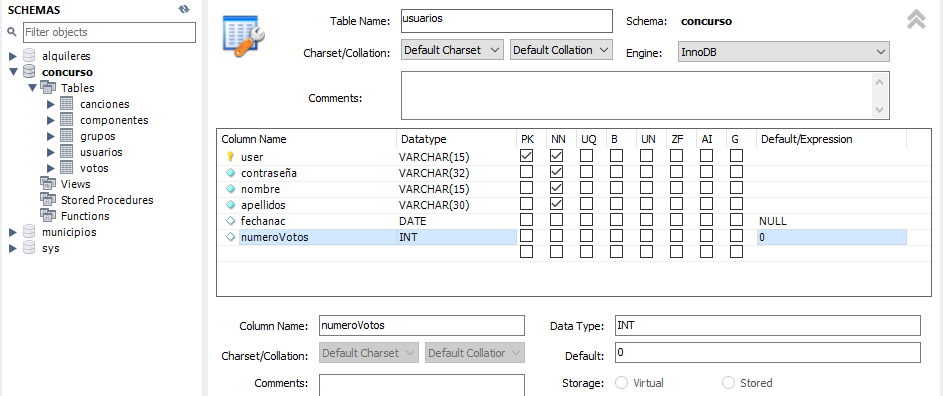 SCHEMAS
Filter objects
alquileres
concurso
Tables
canciones
componentes
grupos
usuarios
votos
Views
Stored Procedures
Functions
municipios
sys
Table Name: usuarios Schema: concurso
Charset/Collation: Default Charset Default Collation Engine: InnoDB
Comments:
Column Name Datatype PK NN UQ B UN ZF AI G Default/Expression
user VARCHAR(15)
contraseña VARCHAR(32)
nombre VARCHAR(15)
apellidos VARCHAR(30)
fechanac DATE NULL
numeroVotos INT 0
Column Name: numeroVotos Data Type: INT
Charset/Collation: Default Charset Default Collatior Default: 0
Comments: Storage: Virtual Stored